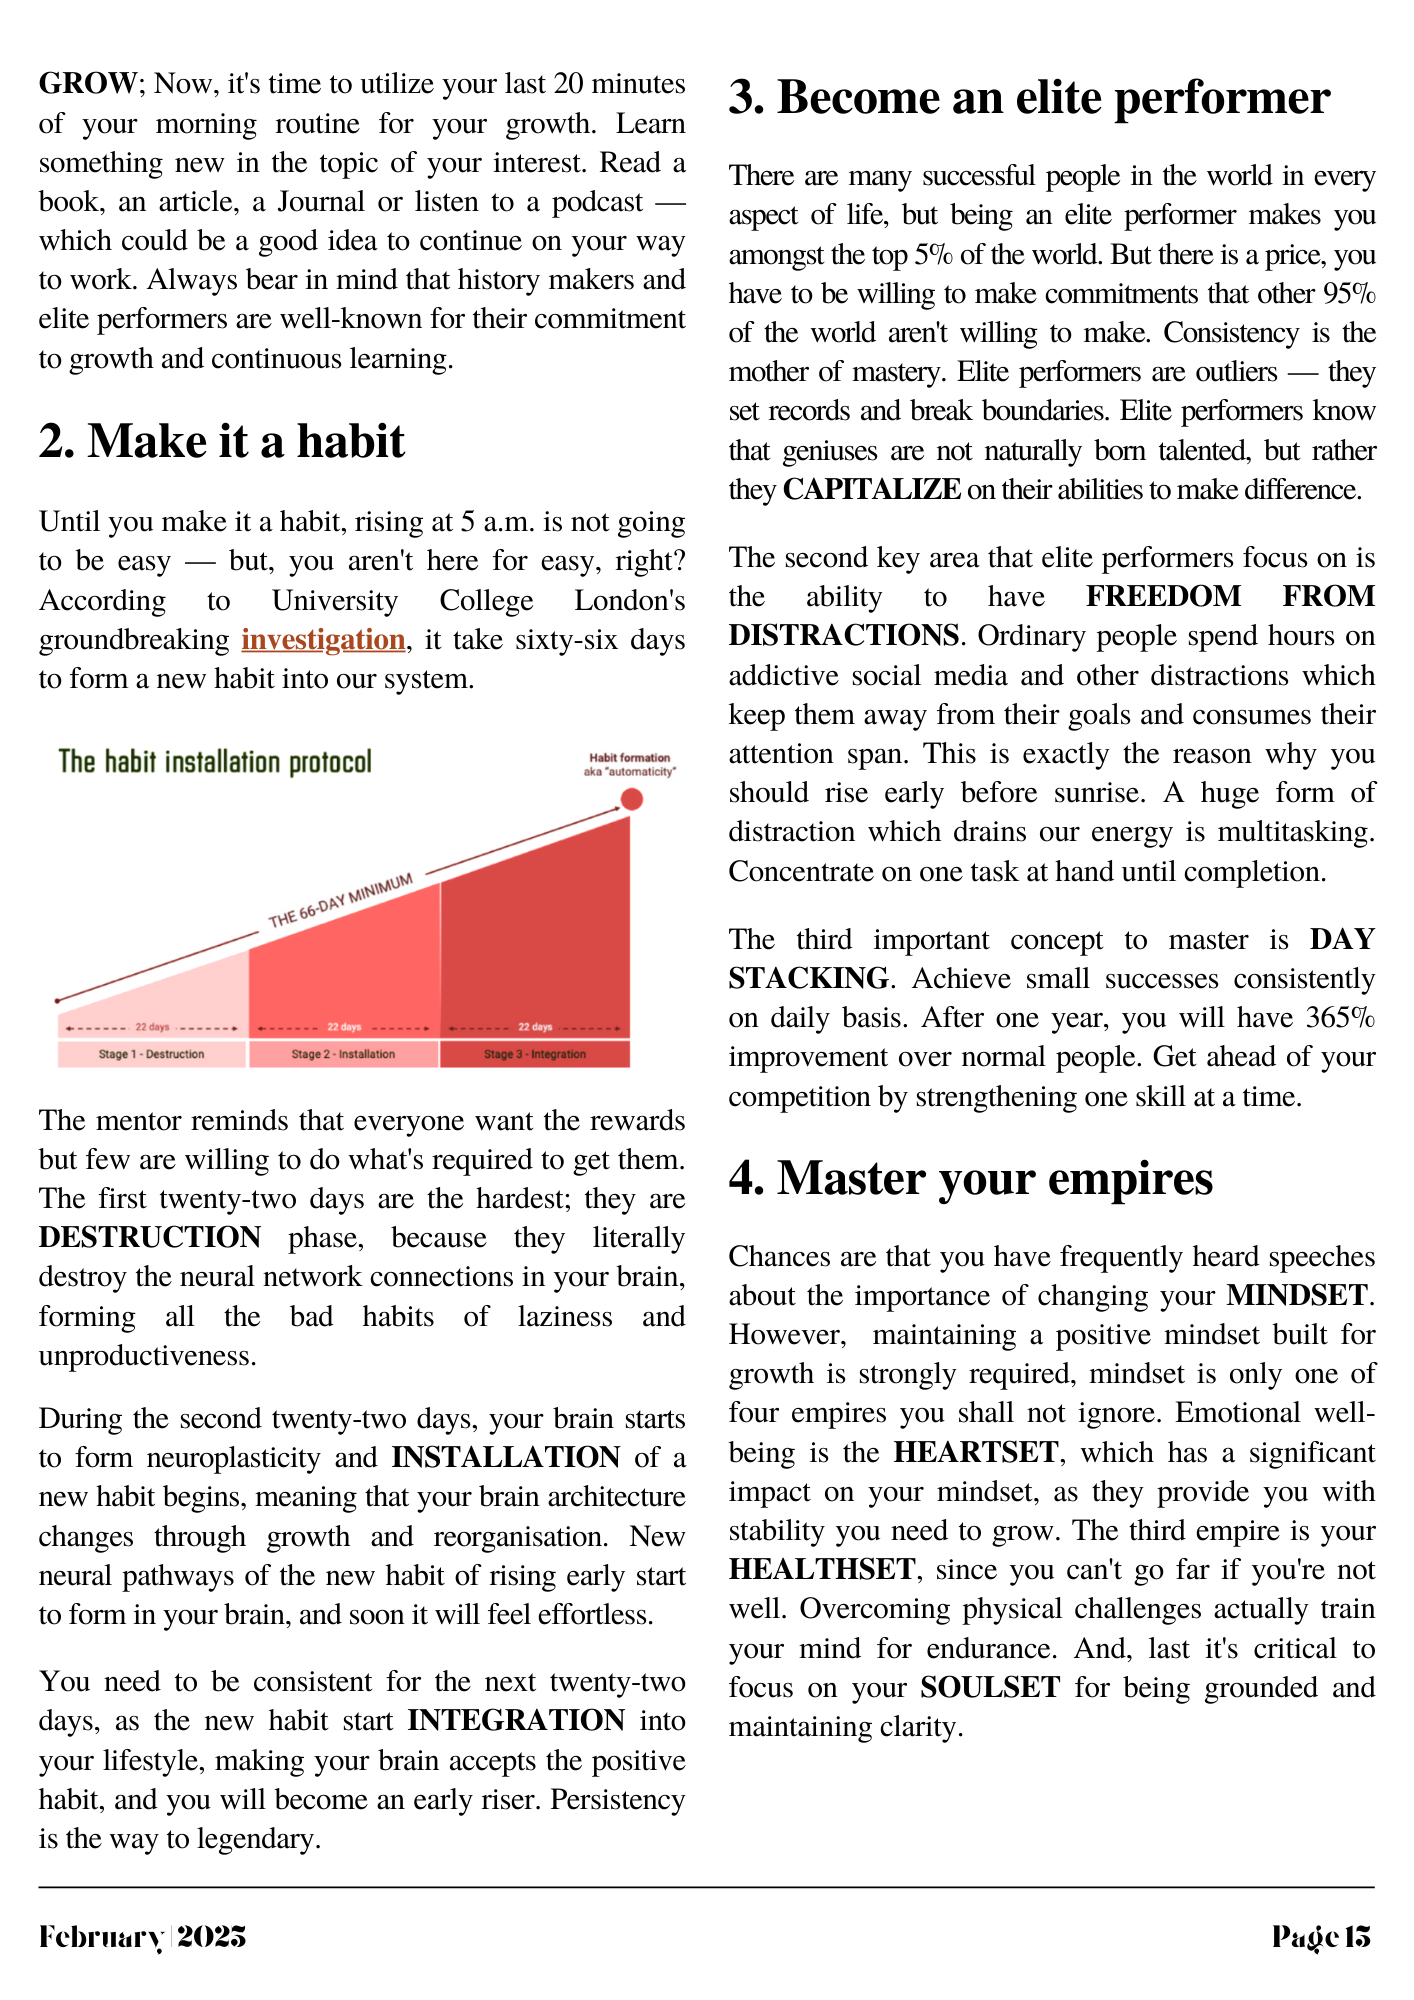 GROW; Now, it's time to utilize your last 20 minutes
of your morning routine for your growth. Learn
something new in the topic of your interest. Read a
book, an article, a Journal or listen to a podcast —
which could be a good idea to continue on your way
to work. Always bear in mind that history makers and
elite performers are well-known for their commitment
to growth and continuous learning.
2. Make it a habit
Until you make it a habit, rising at 5 a.m. is not going
to be easy — but, you aren't here for easy, right?
According to University College London's
groundbreaking investigation, it take sixty-six days
to form a new habit into our system.
The habit installation protocol
Habit formation
aka "automaticity"
THE 66-DAY MINIMUM
22 days 22 days 22 days
Stage 1 - Destruction Stage 2 - Installation Stage 3 - Integration
The mentor reminds that everyone want the rewards
but few are willing to do what's required to get them.
The first twenty-two days are the hardest; they are
DESTRUCTION phase, because they literally
destroy the neural network connections in your brain,
forming all the bad habits of laziness and
unproductiveness.
During the second twenty-two days, your brain starts
to form neuroplasticity and INSTALLATION of a
new habit begins, meaning that your brain architecture
changes through growth and reorganisation. New
neural pathways of the new habit of rising early start
to form in your brain, and soon it will feel effortless.
You need to be consistent for the next twenty-two
days, as the new habit start INTEGRATION into
your lifestyle, making your brain accepts the positive
habit, and you will become an early riser. Persistency
is the way to legendary.
3. Become an elite performer
There are many successful people in the world in every
aspect of life, but being an elite performer makes you
amongst the top 5% of the world. But there is a price, you
have to be willing to make commitments that other 95%
of the world aren't willing to make. Consistency is the
mother of mastery. Elite performers are outliers — they
set records and break boundaries. Elite performers know
that geniuses are not naturally born talented, but rather
they CAPITALIZE on their abilities to make difference.
The second key area that elite performers focus on is
the ability to have FREEDOM FROM
DISTRACTIONS. Ordinary people spend hours on
addictive social media and other distractions which
keep them away from their goals and consumes their
attention span. This is exactly the reason why you
should rise early before sunrise. A huge form of
distraction which drains our energy is multitasking.
Concentrate on one task at hand until completion.
The third important concept to master is DAY
STACKING. Achieve small successes consistently
on daily basis. After one year, you will have 365%
improvement over normal people. Get ahead of your
competition by strengthening one skill at a time.
4. Master your empires
Chances are that you have frequently heard speeches
about the importance of changing your MINDSET.
However, maintaining a positive mindset built for
growth is strongly required, mindset is only one of
four empires you shall not ignore. Emotional well-
being is the HEARTSET, which has a significant
impact on your mindset, as they provide you with
stability you need to grow. The third empire is your
HEALTHSET, since you can't go far if you're not
well. Overcoming physical challenges actually train
your mind for endurance. And, last it's critical to
focus on your SOULSET for being grounded and
maintaining clarity.
February|2023 Page 15